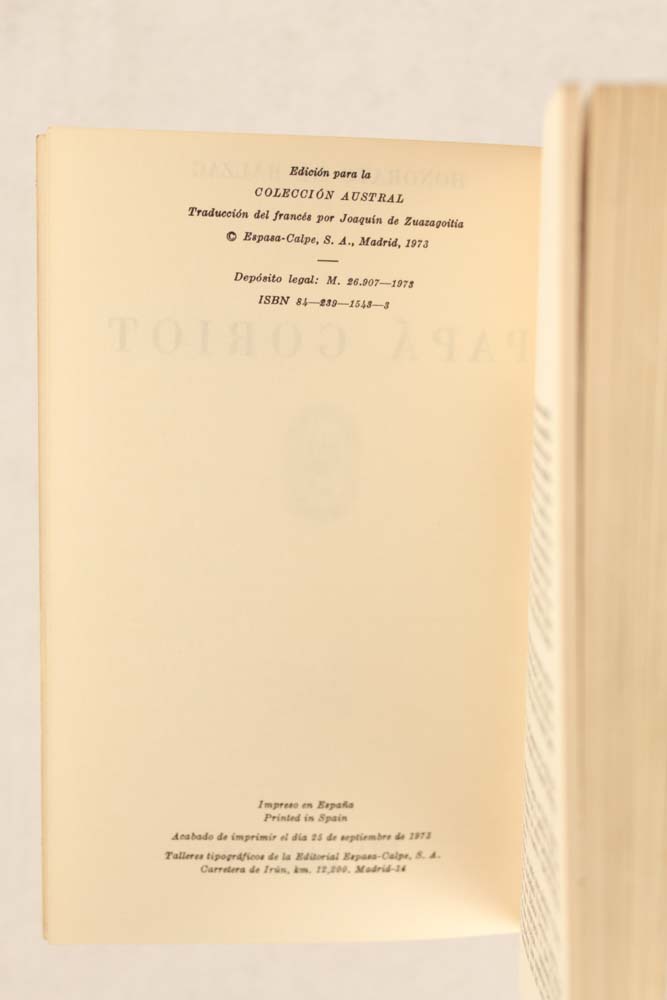 Edición para la
COLECCIÓN AUSTRAL
Traducción del francés por Joaquín de Zuazagoitia
© Espasa-Calpe, S. A., Madrid, 1973
Depósito legal: M. 26.907—1973
ISBN 84—239—1543—3
PAPÁ GORIOT
Impreso en España
Printed in Spain
Acabado de imprimir el día 25 de septiembre de 1973
Talleres tipográficos de la Editorial Espasa-Calpe, S. A.
Carretera de Irún, km. 12,200. Madrid-34